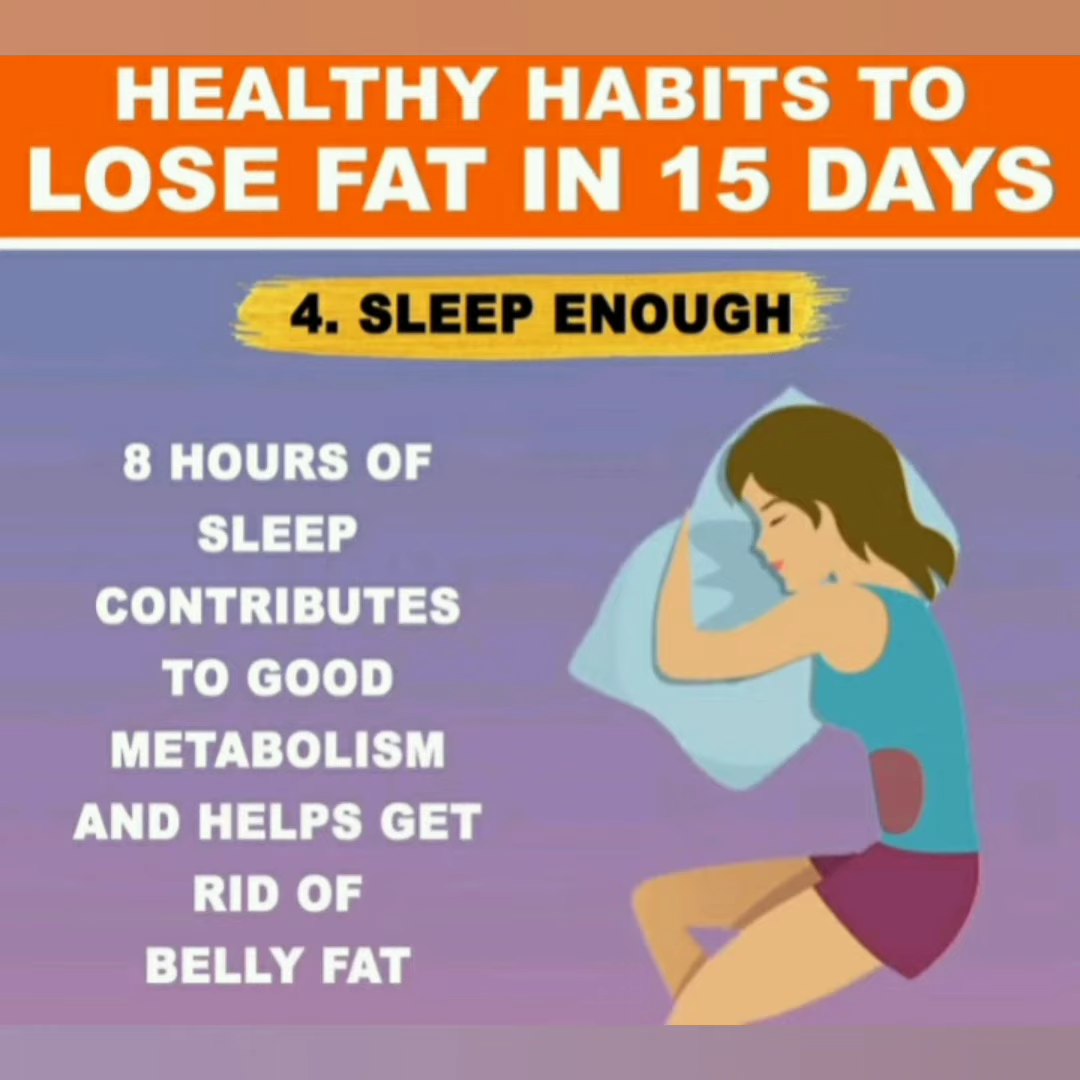 HEALTHY HABITS TO
LOSE FAT IN 15 DAYS
4. SLEEP ENOUGH
8 HOURS OF
SLEEP
CONTRIBUTES
TO GOOD
METABOLISM
AND HELPS GET
RID OF
BELLY FAT